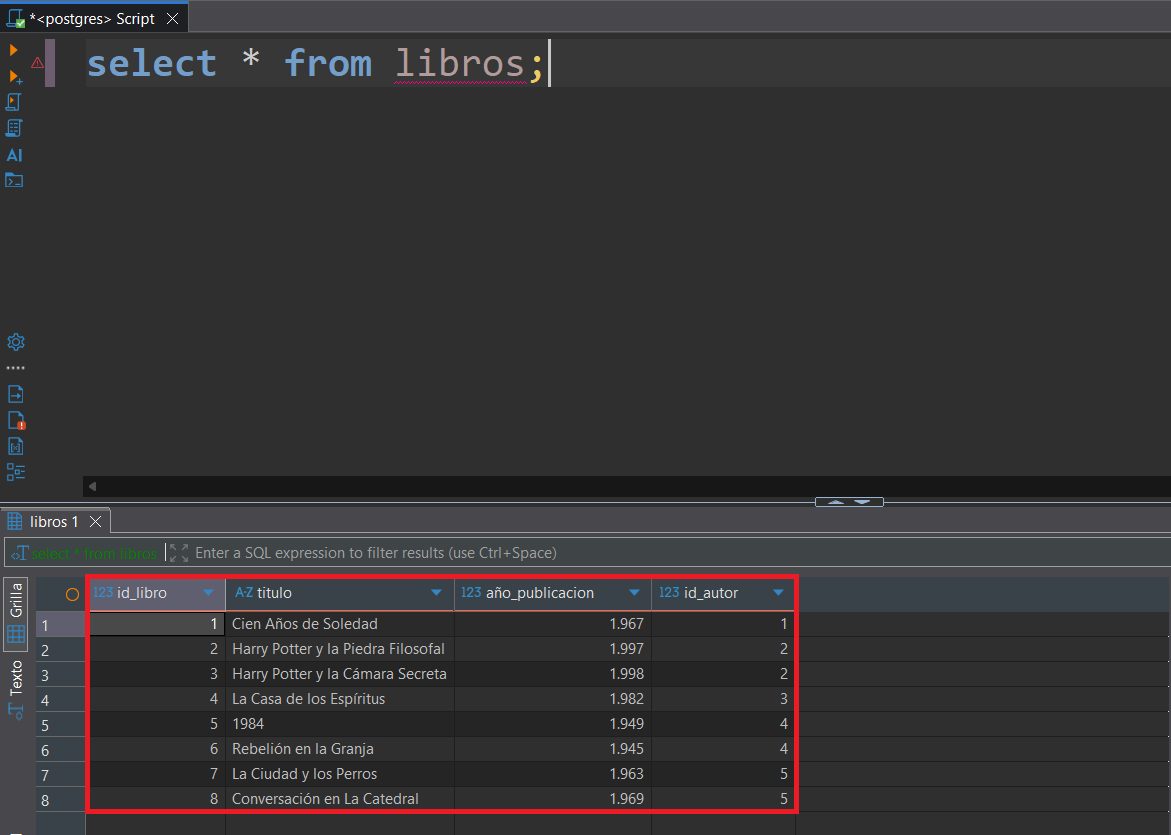 *<postgres> Script
select * from libros;
AI
libros 1
select * from libros
Enter a SQL expression to filter results (use Ctrl+Space)
Grilla
Texto
123 id_libro A-Z titulo 123 año_publicacion 123 id_autor
1 1 Cien Años de Soledad 1.967 1
2 2 Harry Potter y la Piedra Filosofal 1.997 2
3 3 Harry Potter y la Cámara Secreta 1.998 2
4 4 La Casa de los Espíritus 1.982 3
5 5 1984 1.949 4
6 6 Rebelión en la Granja 1.945 4
7 7 La Ciudad y los Perros 1.963 5
8 8 Conversación en La Catedral 1.969 5